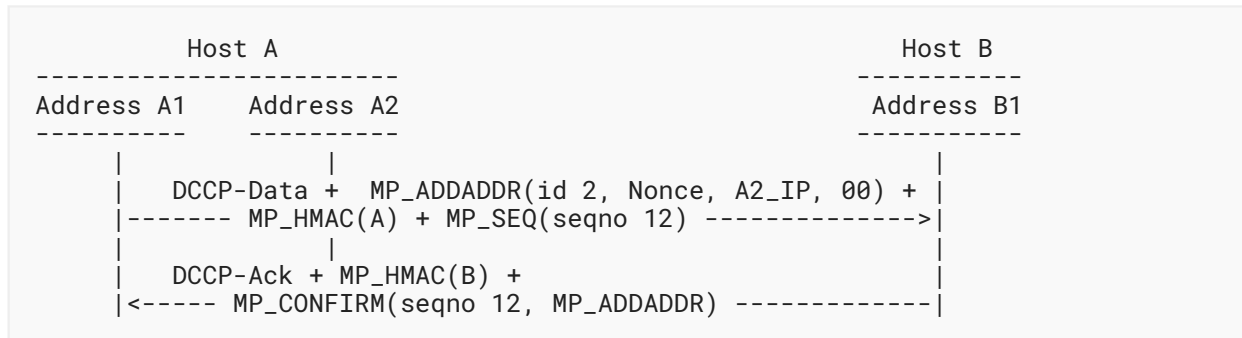 Host A                                         Host B
------------------------                              -----------
Address A1    Address A2                               Address B1
----------    ----------                              -----------
     |             |                                       |
     |   DCCP-Data +  MP_ADDADDR(id 2, Nonce, A2_IP, 00) + |
     |------- MP_HMAC(A) + MP_SEQ(seqno 12) -------------->|
     |             |                                       |
     |   DCCP-Ack + MP_HMAC(B) +                           |
     |<----- MP_CONFIRM(seqno 12, MP_ADDADDR) -------------|